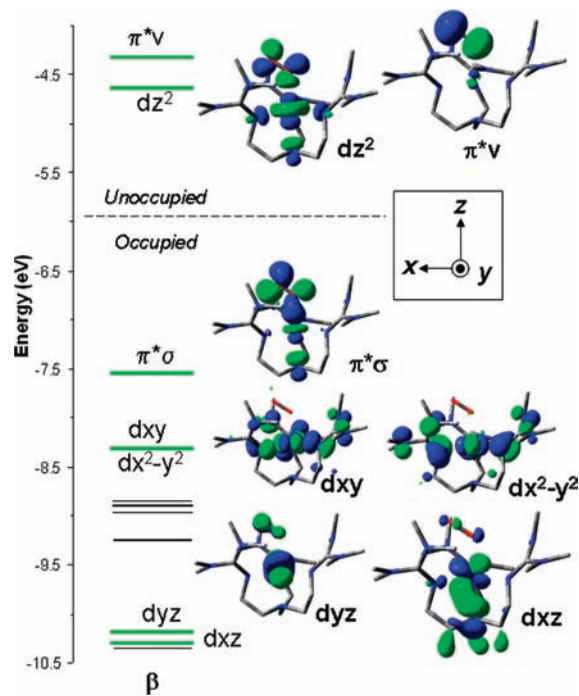 π*v
-4.5
dz²
dz²
π*v
-5.5
Unoccupied
Occupied
z
x
y
Energy (eV)
-6.5
π*σ
π*σ
-7.5
dxy
dx²-y²
-8.5
dxy
dx²-y²
-9.5
dyz
dxz
dyz
dxz
-10.5
β